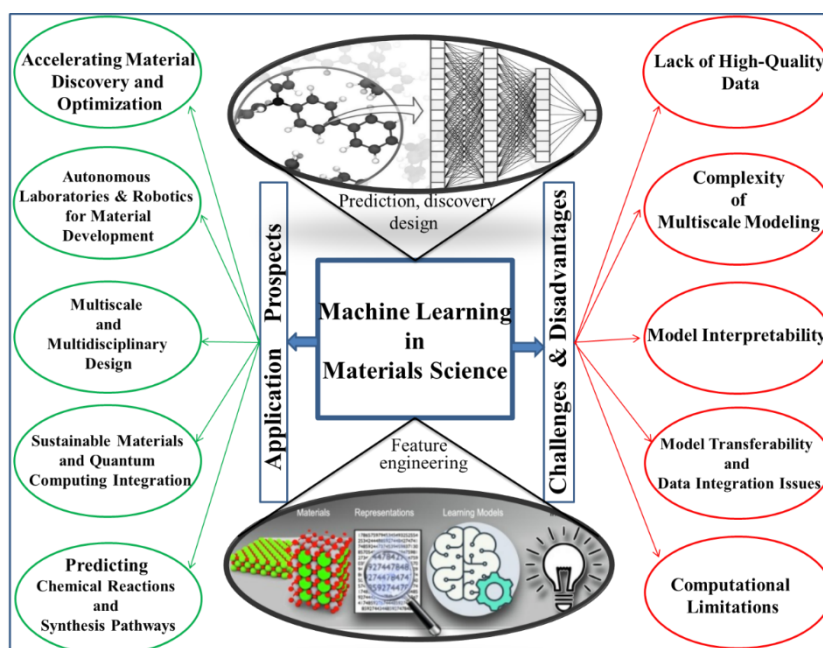 Accelerating Material
Discovery and
Optimization
Autonomous
Laboratories & Robotics
for Material
Development
Multiscale
and
Multidisciplinary
Design
Sustainable Materials
and Quantum
Computing Integration
Predicting
Chemical Reactions
and
Synthesis Pathways
Application Prospects
Prediction, discovery
design
Machine Learning
in
Materials Science
Feature
engineering
Materials
Representations
Learning Models
Challenges & Disadvantages
Lack of High-Quality
Data
Complexity
of
Multiscale Modeling
Model Interpretability
Model Transferability
and
Data Integration Issues
Computational
Limitations